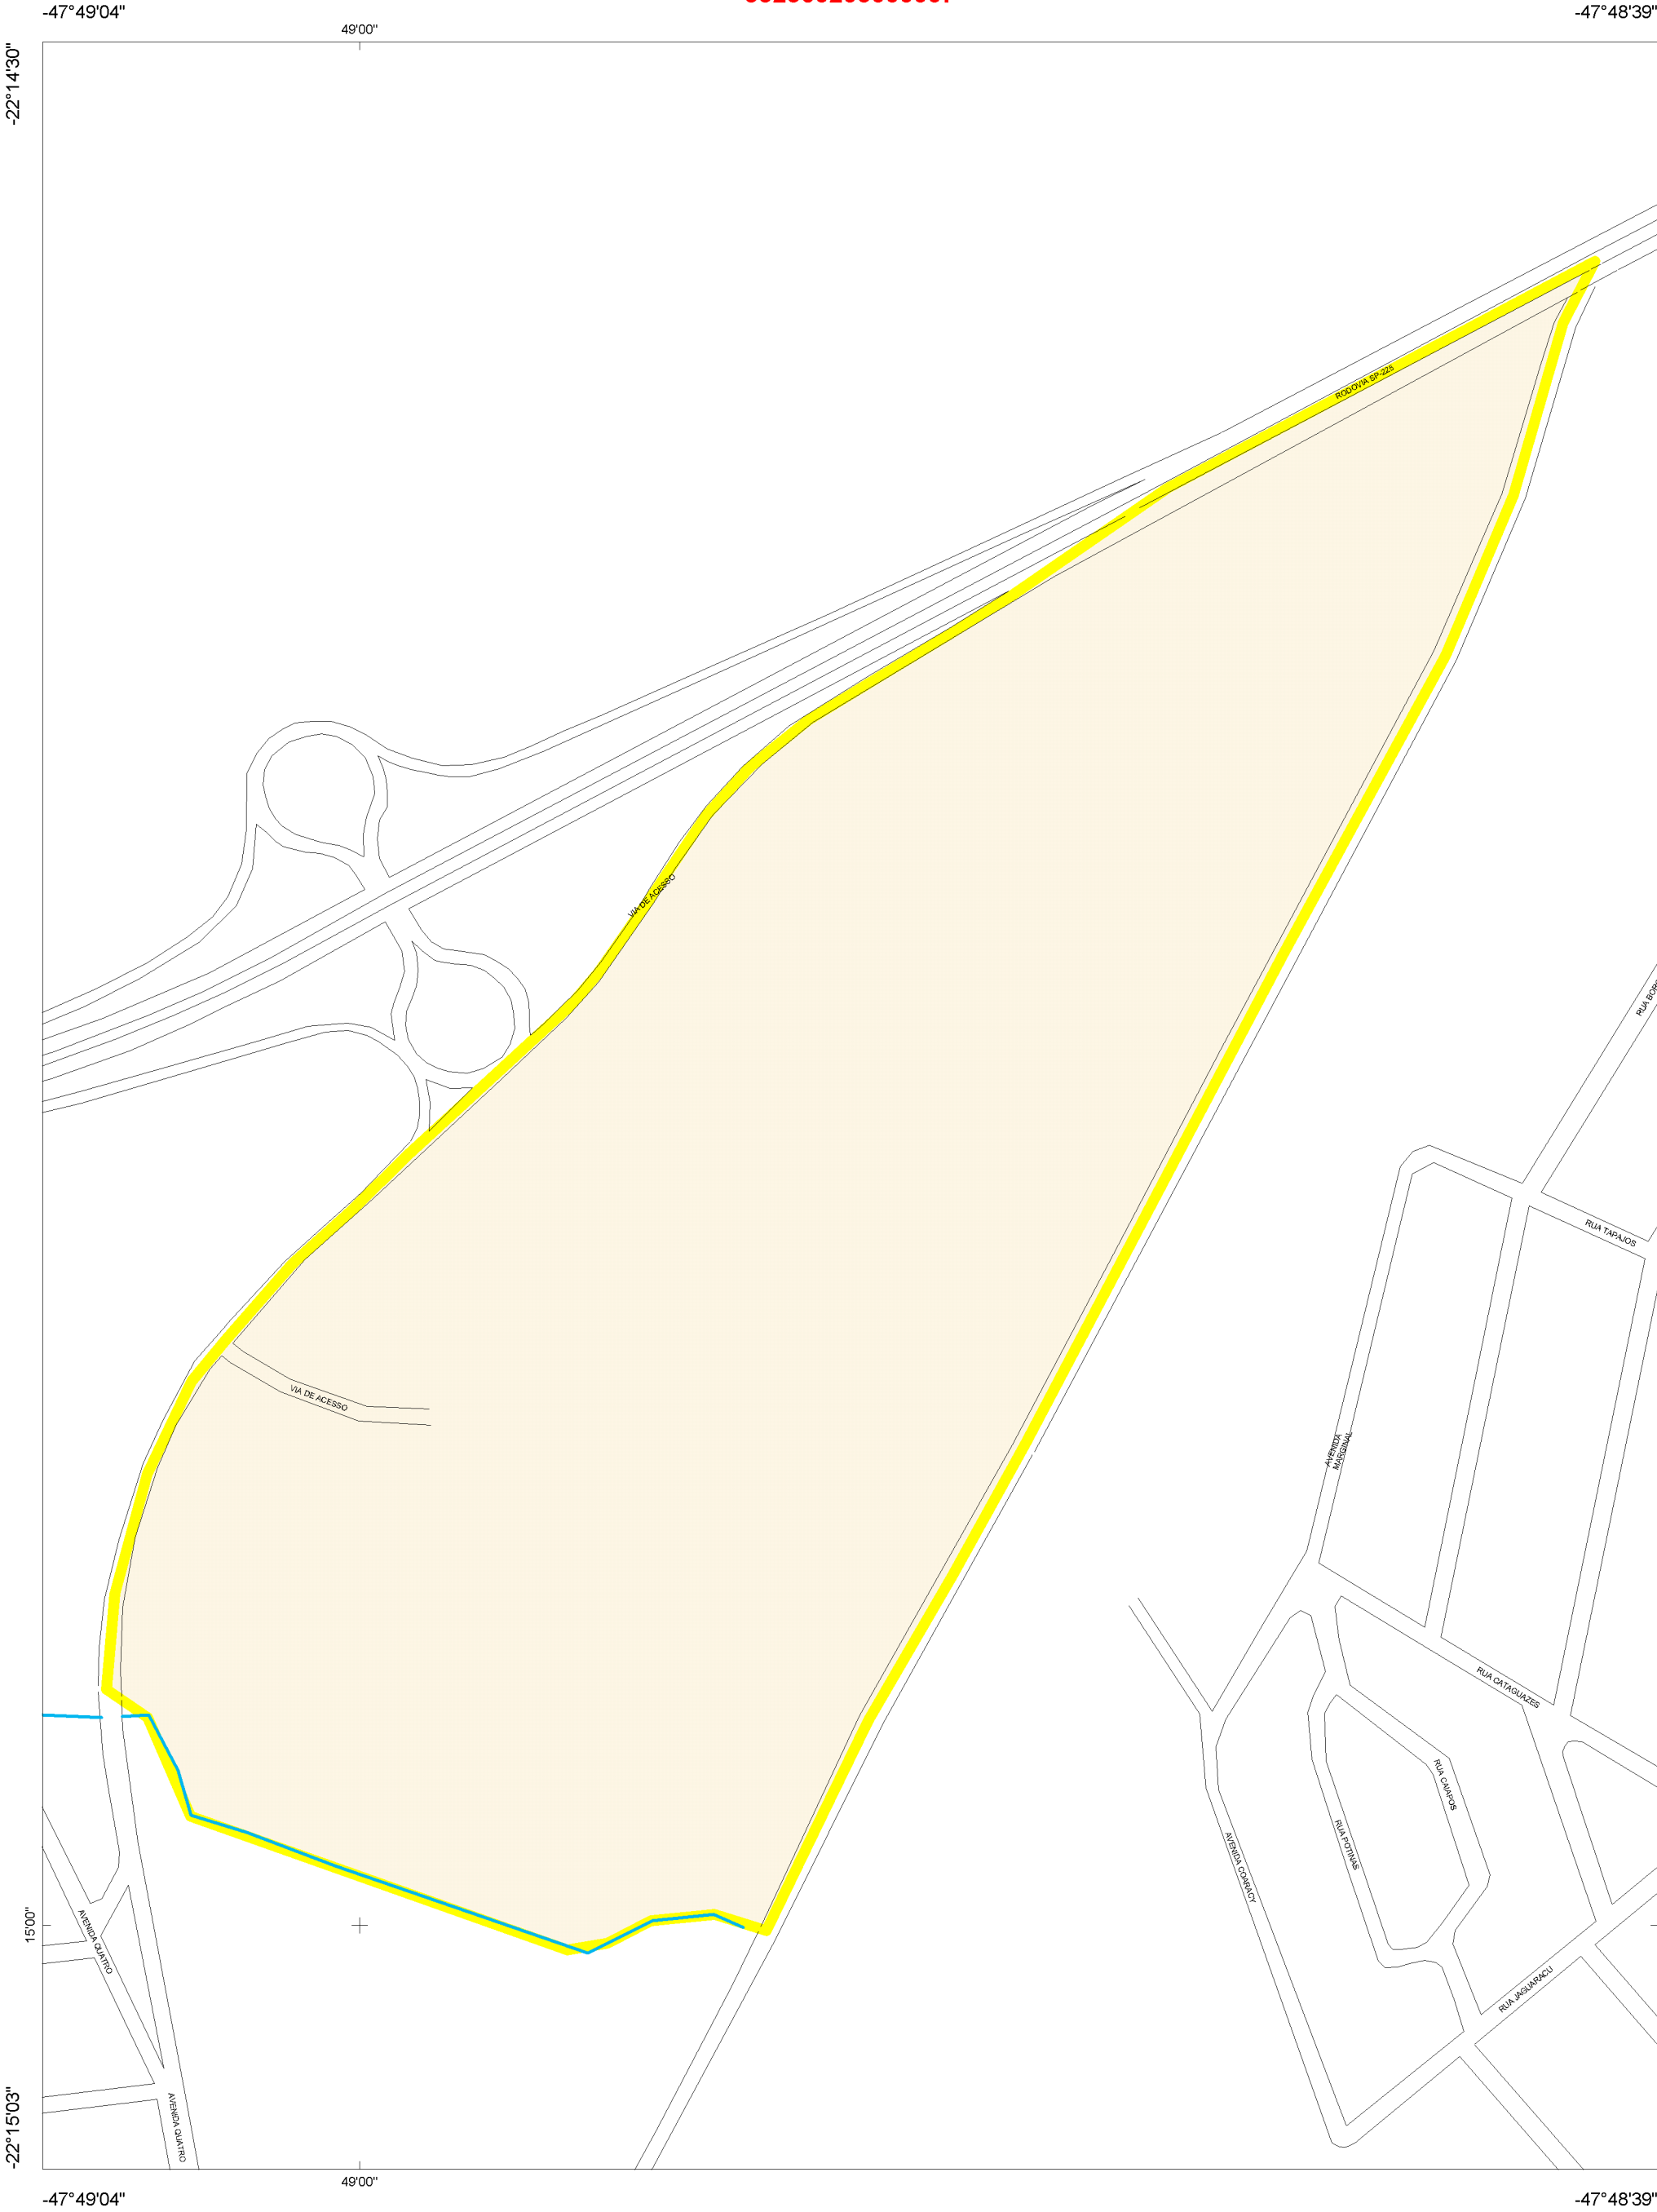 -47°49'04"
-47°48'39"
49'00"
-22°14'30"
RODOVIA SP-225
VIA DE ACESSO
RUA TAPAJOS
VIA DE ACESSO
AVENIDA
MARGINAL
RUA CATAGUAZES
RUA CAIAPOS
RUA POTINAS
AVENIDA COARACY
15'00"
AVENIDA QUATRO
RUA JAGUARACU
AVENIDA QUATRO
-22°15'03"
49'00"
-47°49'04"
-47°48'39"